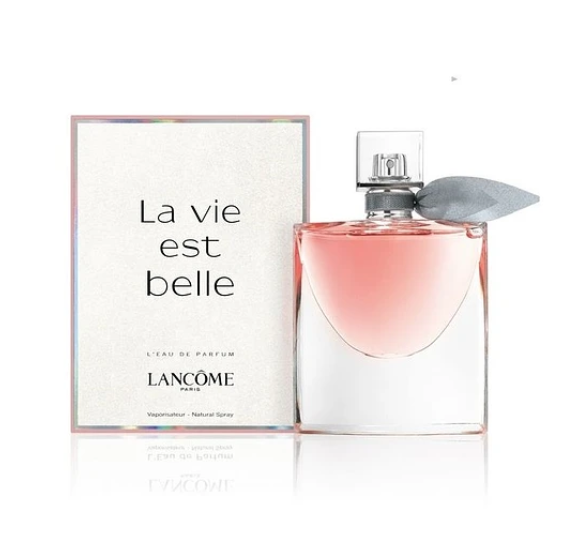 La vie
est
belle
L'EAU DE PARFUM
LANCÔME
PARIS
Vaporisateur - Natural Spray